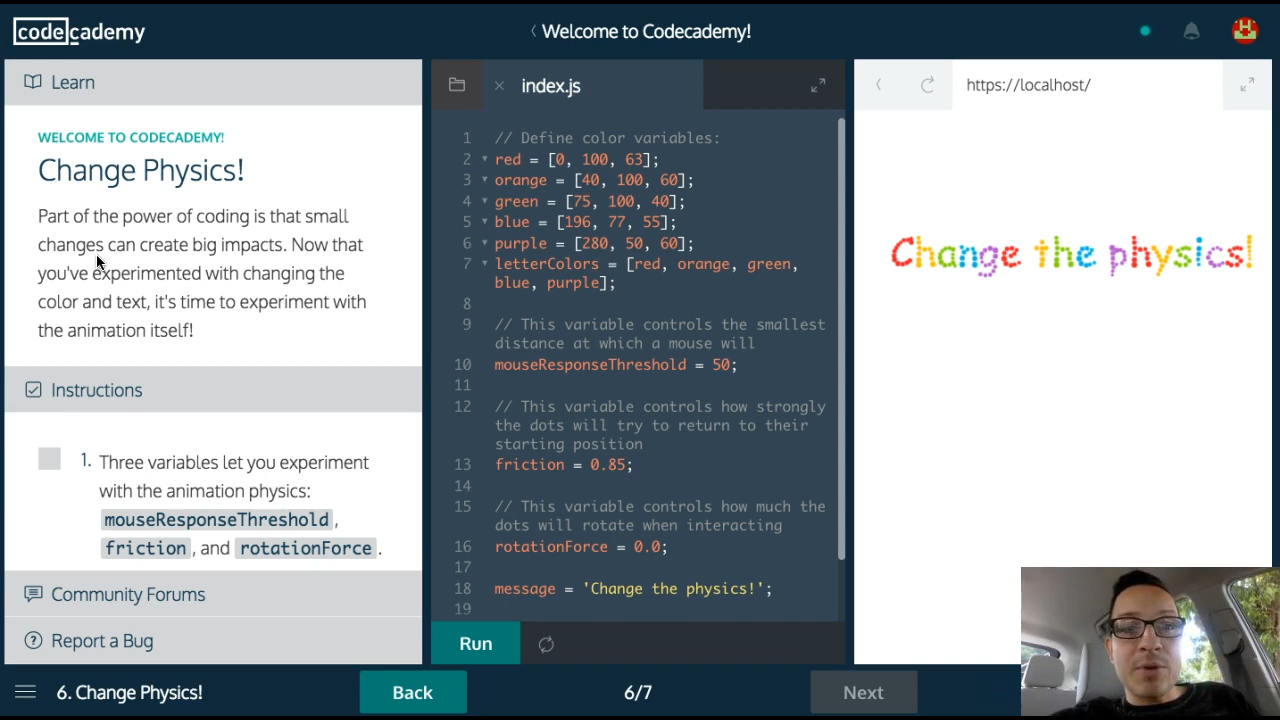 codecademy
Welcome to Codecademy!
Learn
WELCOME TO CODECADEMY!
Change Physics!
Part of the power of coding is that small
changes can create big impacts. Now that
you've experimented with changing the
color and text, it's time to experiment with
the animation itself!
Instructions
1. Three variables let you experiment
with the animation physics:
mouseResponseThreshold,
friction, and rotationForce.
Community Forums
Report a Bug
index.js
1 // Define color variables:
2 red = [0, 100, 63];
3 orange = [40, 100, 60];
4 green = [75, 100, 40];
5 blue = [196, 77, 55];
6 purple = [280, 50, 60];
7 letterColors = [red, orange, green,
blue, purple];
8
9 // This variable controls the smallest
distance at which a mouse will
10 mouseResponseThreshold = 50;
11
12 // This variable controls how strongly
the dots will try to return to their
starting position
13 friction = 0.85;
14
15 // This variable controls how much the
dots will rotate when interacting
16 rotationForce = 0.0;
17
18 message = 'Change the physics!';
19
Run
https://localhost/
Change the physics!
6. Change Physics!
Back
6/7
Next